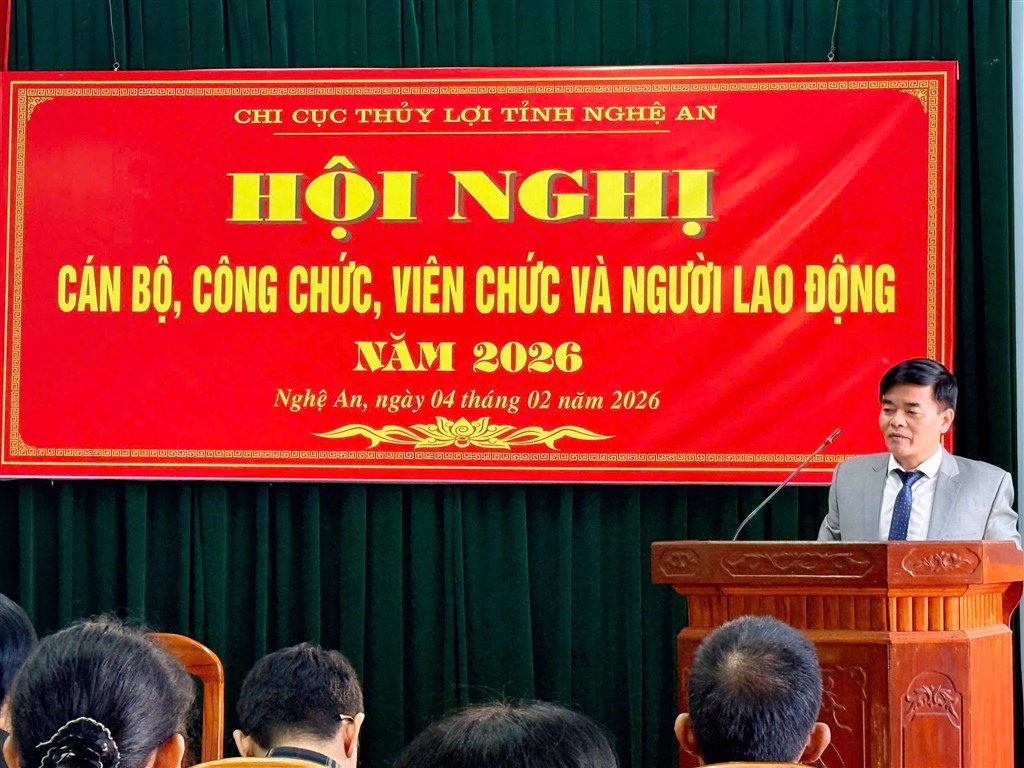 CHI CỤC THỦY LỢI TỈNH NGHỆ AN
HỘI NGHỊ
CÁN BỘ, CÔNG CHỨC, VIÊN CHỨC VÀ NGƯỜI LAO ĐỘNG
NĂM 2026
Nghệ An, ngày 04 tháng 02 năm 2026